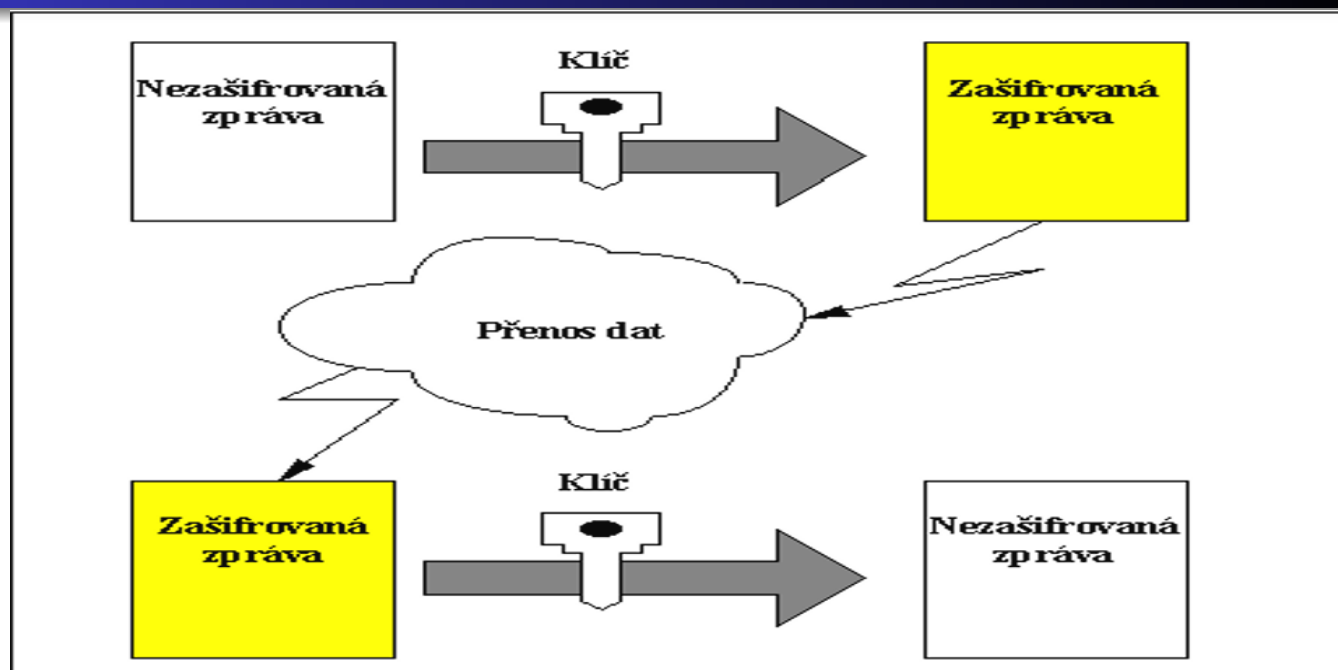 Nezašifrovaná
zpráva
Klíč
Zašifrovaná
zpráva
Přenos dat
Zašifrovaná
zpráva
Klíč
Nezašifrovaná
zpráva